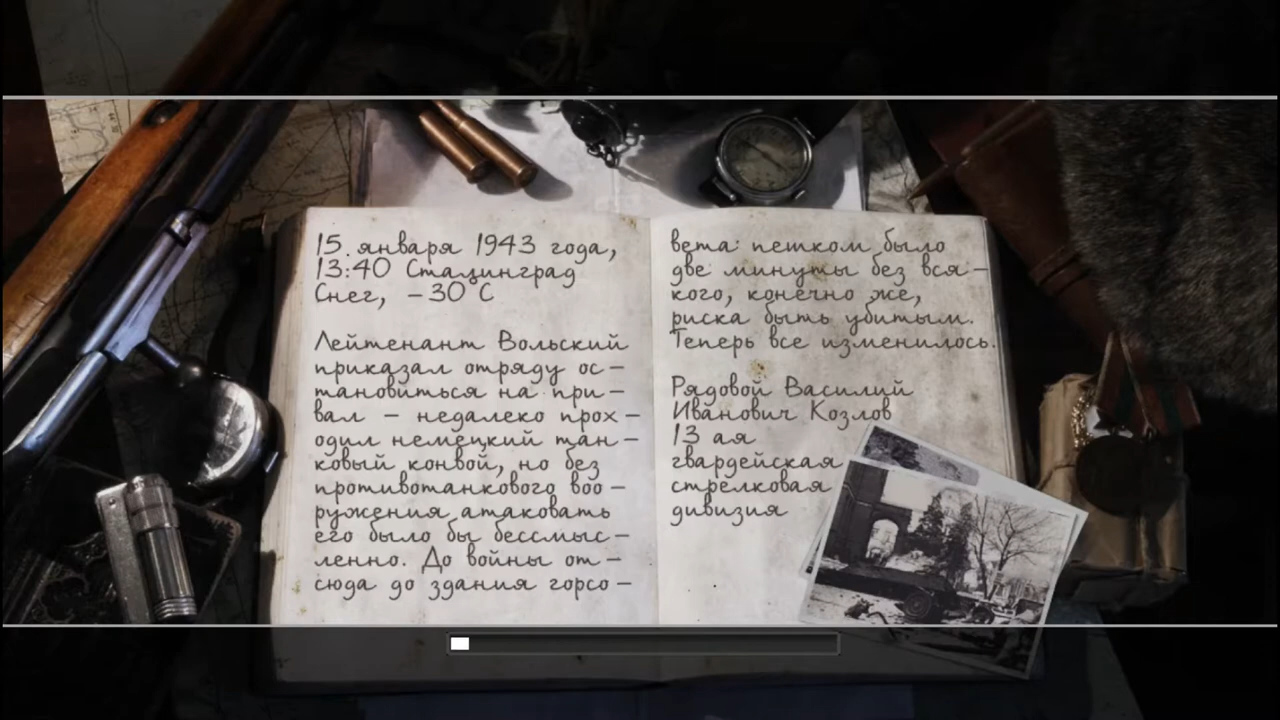 15. января 1943 года,
13:40 Сталинград
Снег, -30°С
Лейтенант Вольский
приказал отряду ос-
тановиться на при-
вал - недалеко прох-
одил немецкий тан-
ковый конвой, но без
противотанкового воо-
ружения атаковать
его было бы бессмыс-
ленно. До войны от-
сюда до здания горсо-
вета пешком было
две минуты без вся-
кого, конечно же,
риска быть убитым.
Теперь все изменилось.
Рядовой Василий
Иванович Козлов
13 ая
гвардейская
стрелковая
дивизия